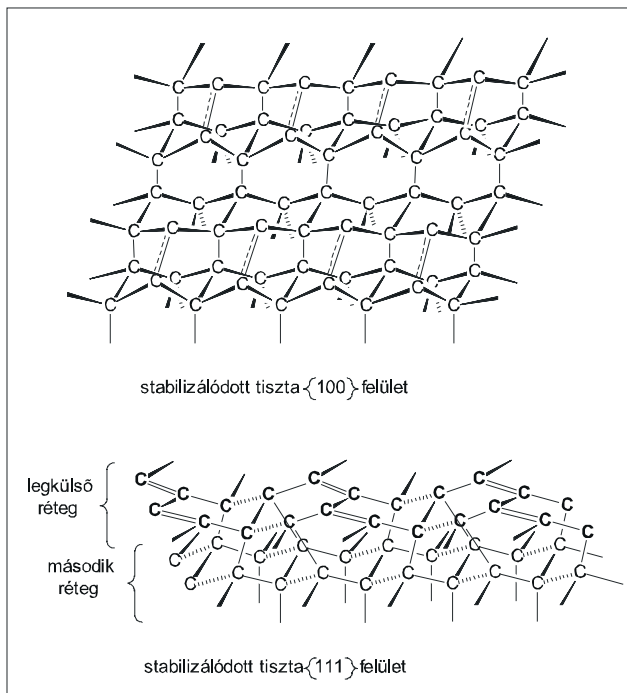 C C C C C C C C C
C C C C C
C C C C
C C C C
C C C C C
C C C C
C C C C C
C C C C
C C C C C
C C C C
C C C C
C C C C C
stabilizálódott tiszta {100} felület
legkülső
réteg
második
réteg
C C C C C C C C C C
C C C C C C C C C C
C C C C C C C C
C C C C C C C C
stabilizálódott tiszta {111} felület